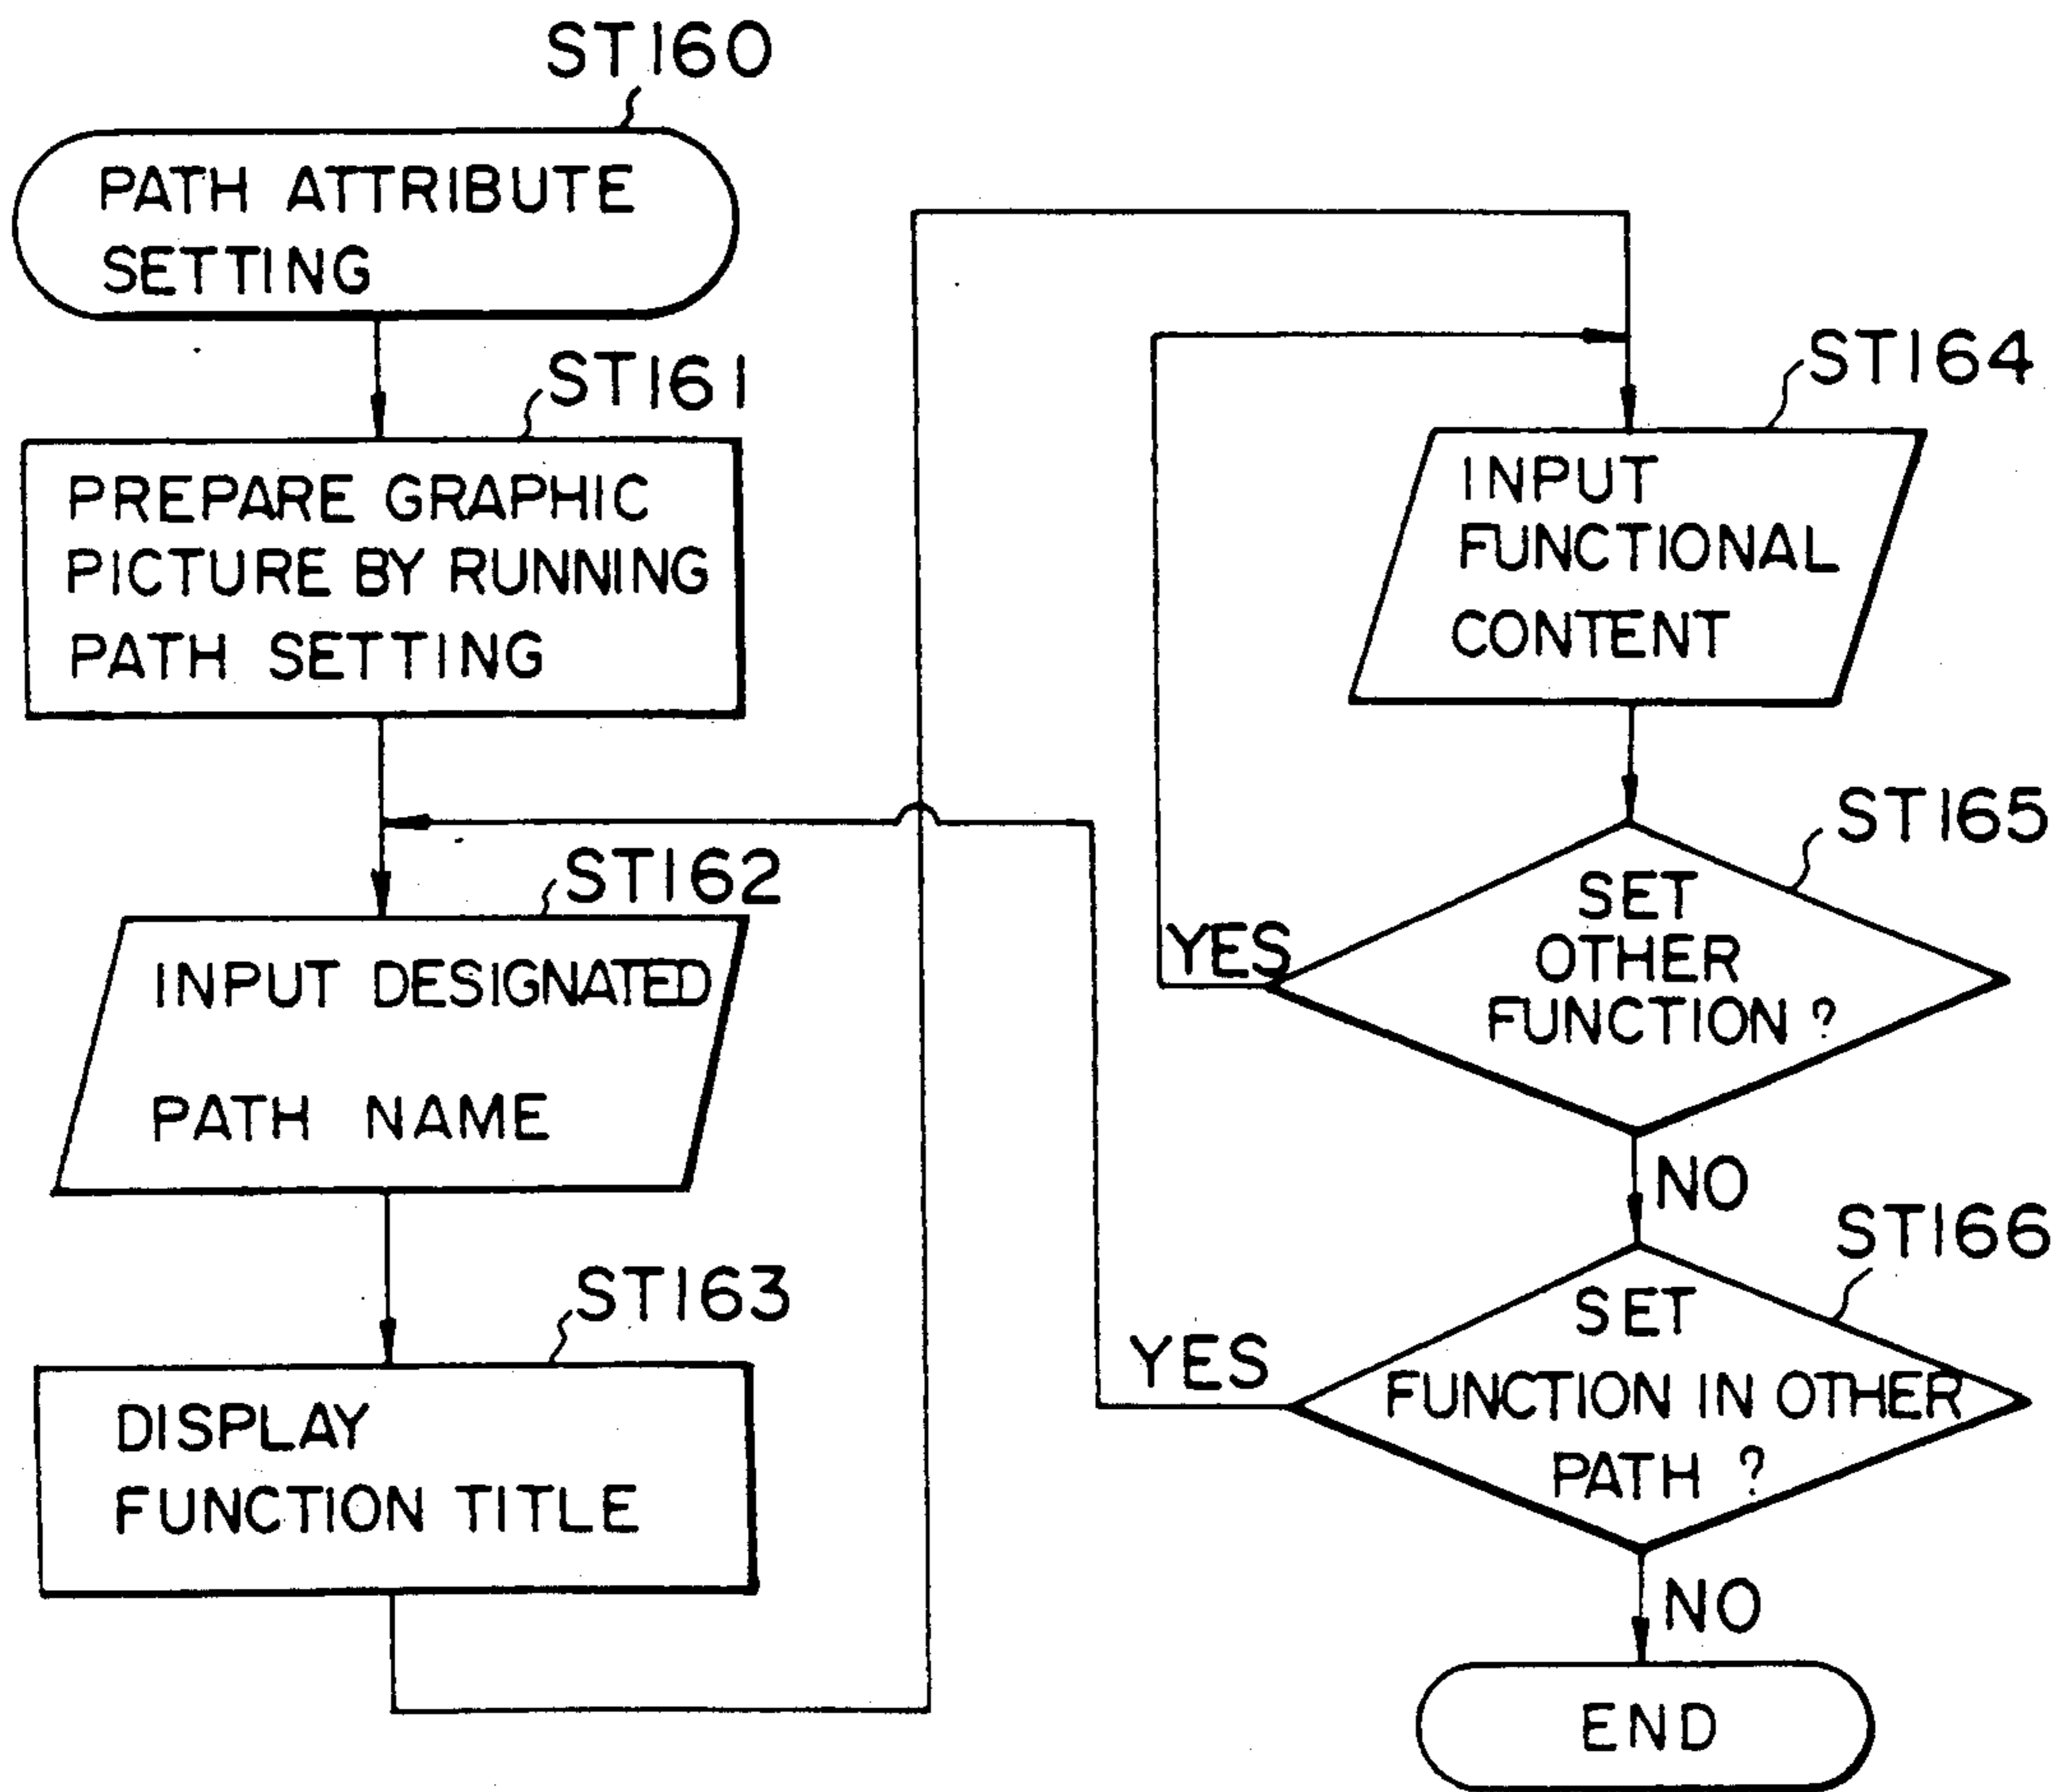 ST160
PATH ATTRIBUTE
SETTING
ST161
PREPARE GRAPHIC
PICTURE BY RUNNING
PATH SETTING
ST162
INPUT DESIGNATED
PATH NAME
ST163
DISPLAY
FUNCTION TITLE
ST164
INPUT
FUNCTIONAL
CONTENT
ST165
SET
OTHER
FUNCTION ?
YES
NO
ST166
SET
FUNCTION IN OTHER
PATH ?
YES
NO
END